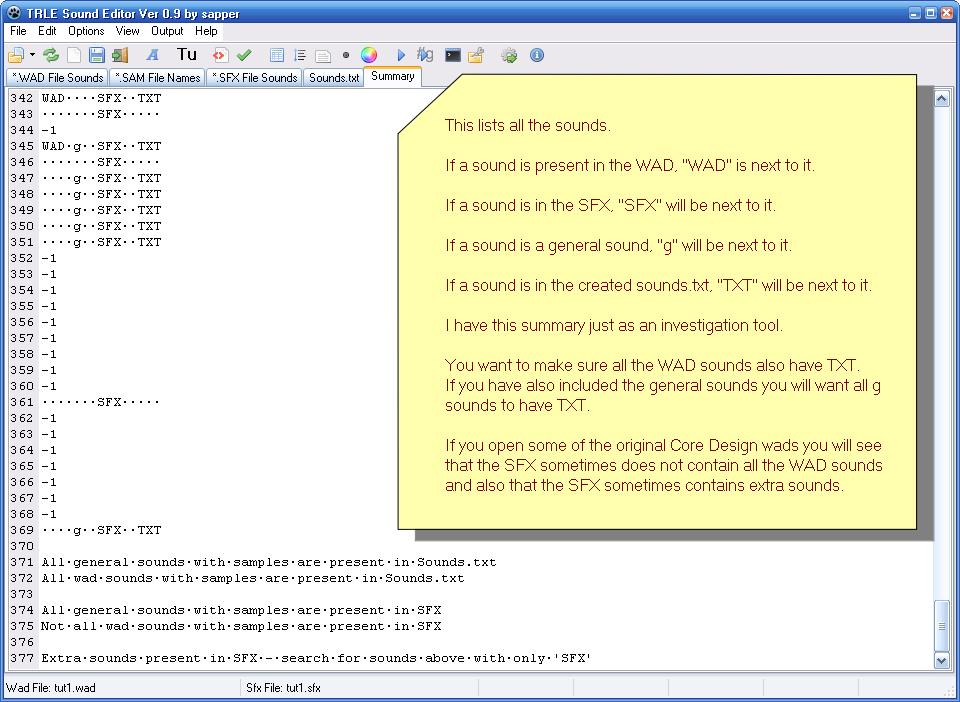 TRLE Sound Editor Ver 0.9 by sapper
File Edit Options View Output Help
A Tu
*.WAD File Sounds *.SAM File Names *.SFX File Sounds Sounds.txt Summary
342 WAD····SFX··TXT
343 ·······SFX·····
344 -1
345 WAD·g··SFX··TXT
346 ·······SFX·····
347 ····g··SFX··TXT
348 ····g··SFX··TXT
349 ····g··SFX··TXT
350 ····g··SFX··TXT
351 ····g··SFX··TXT
352 -1
353 -1
354 -1
355 -1
356 -1
357 -1
358 -1
359 -1
360 -1
361 ·······SFX·····
362 -1
363 -1
364 -1
365 -1
366 -1
367 -1
368 -1
369 ····g··SFX··TXT
370
371 All·general·sounds·with·samples·are·present·in·Sounds.txt
372 All·wad·sounds·with·samples·are·present·in·Sounds.txt
373
374 All·general·sounds·with·samples·are·present·in·SFX
375 Not·all·wad·sounds·with·samples·are·present·in·SFX
376
377 Extra·sounds·present·in·SFX·-·search·for·sounds·above·with·only·'SFX'
This lists all the sounds.
If a sound is present in the WAD, "WAD" is next to it.
If a sound is in the SFX, "SFX" will be next to it.
If a sound is a general sound, "g" will be next to it.
If a sound is in the created sounds.txt, "TXT" will be next to it.
I have this summary just as an investigation tool.
You want to make sure all the WAD sounds also have TXT.
If you have also included the general sounds you will want all g
sounds to have TXT.
If you open some of the original Core Design wads you will see
that the SFX sometimes does not contain all the WAD sounds
and also that the SFX sometimes contains extra sounds.
Wad File: tut1.wad Sfx File: tut1.sfx